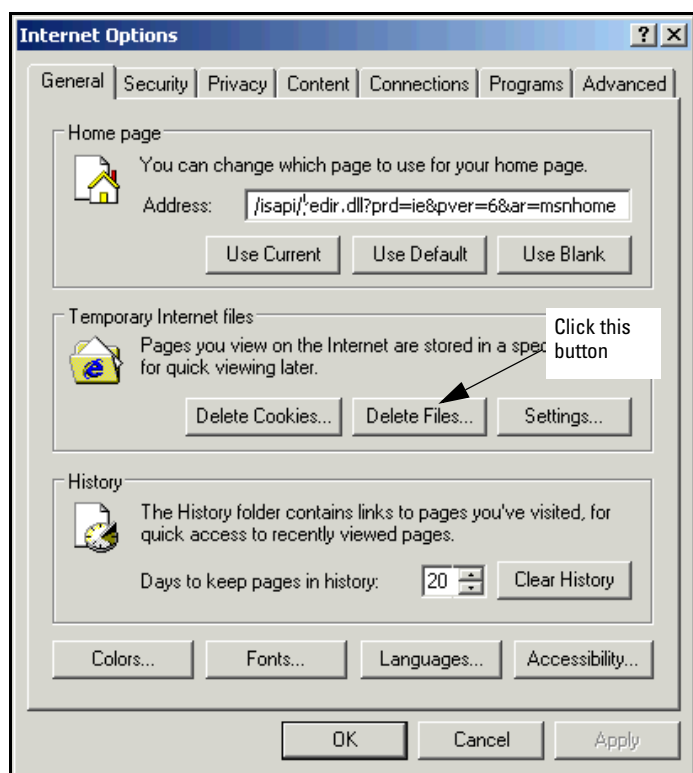 Internet Options
General Security Privacy Content Connections Programs Advanced
Home page
You can change which page to use for your home page.
Address: /isapi/redir.dll?prd=ie&pver=6&ar=msnhome
Use Current Use Default Use Blank
Temporary Internet files
Pages you view on the Internet are stored in a spec
for quick viewing later.
Click this
button
Delete Cookies... Delete Files... Settings...
History
The History folder contains links to pages you've visited, for
quick access to recently viewed pages.
Days to keep pages in history: 20 Clear History
Colors... Fonts... Languages... Accessibility...
OK Cancel Apply